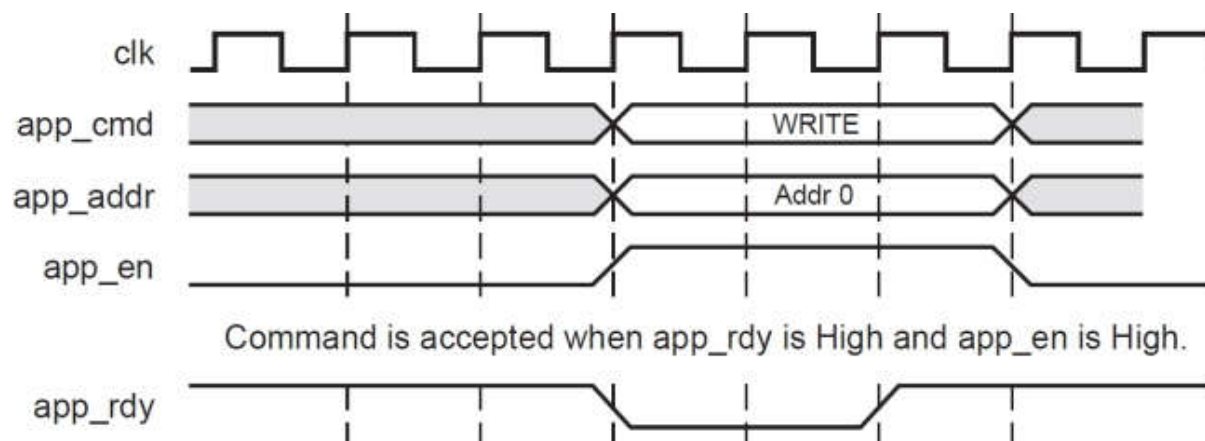 clk
app_cmd WRITE
app_addr Addr 0
app_en
Command is accepted when app_rdy is High and app_en is High.
app_rdy